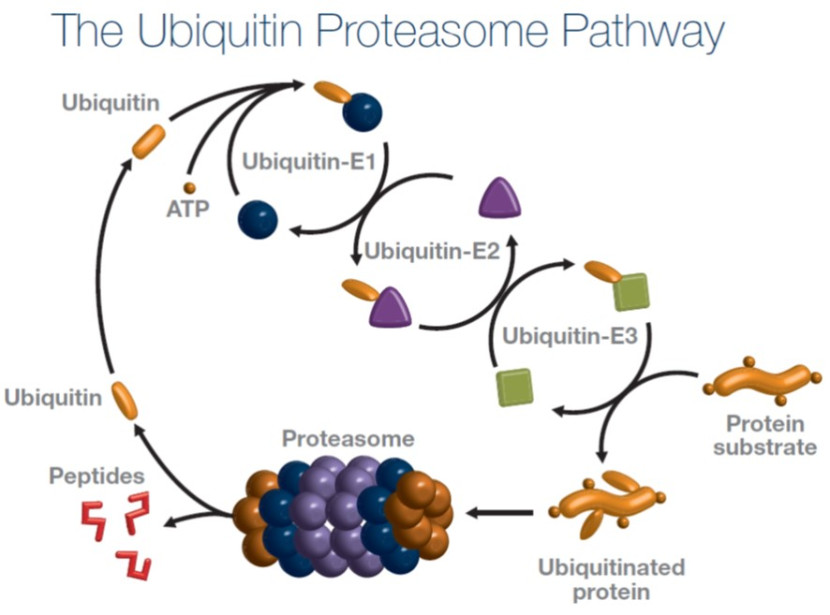 The Ubiquitin Proteasome Pathway
Ubiquitin
ATP
Ubiquitin-E1
Ubiquitin-E2
Ubiquitin-E3
Protein
substrate
Ubiquitin
Proteasome
Peptides
Ubiquitinated
protein